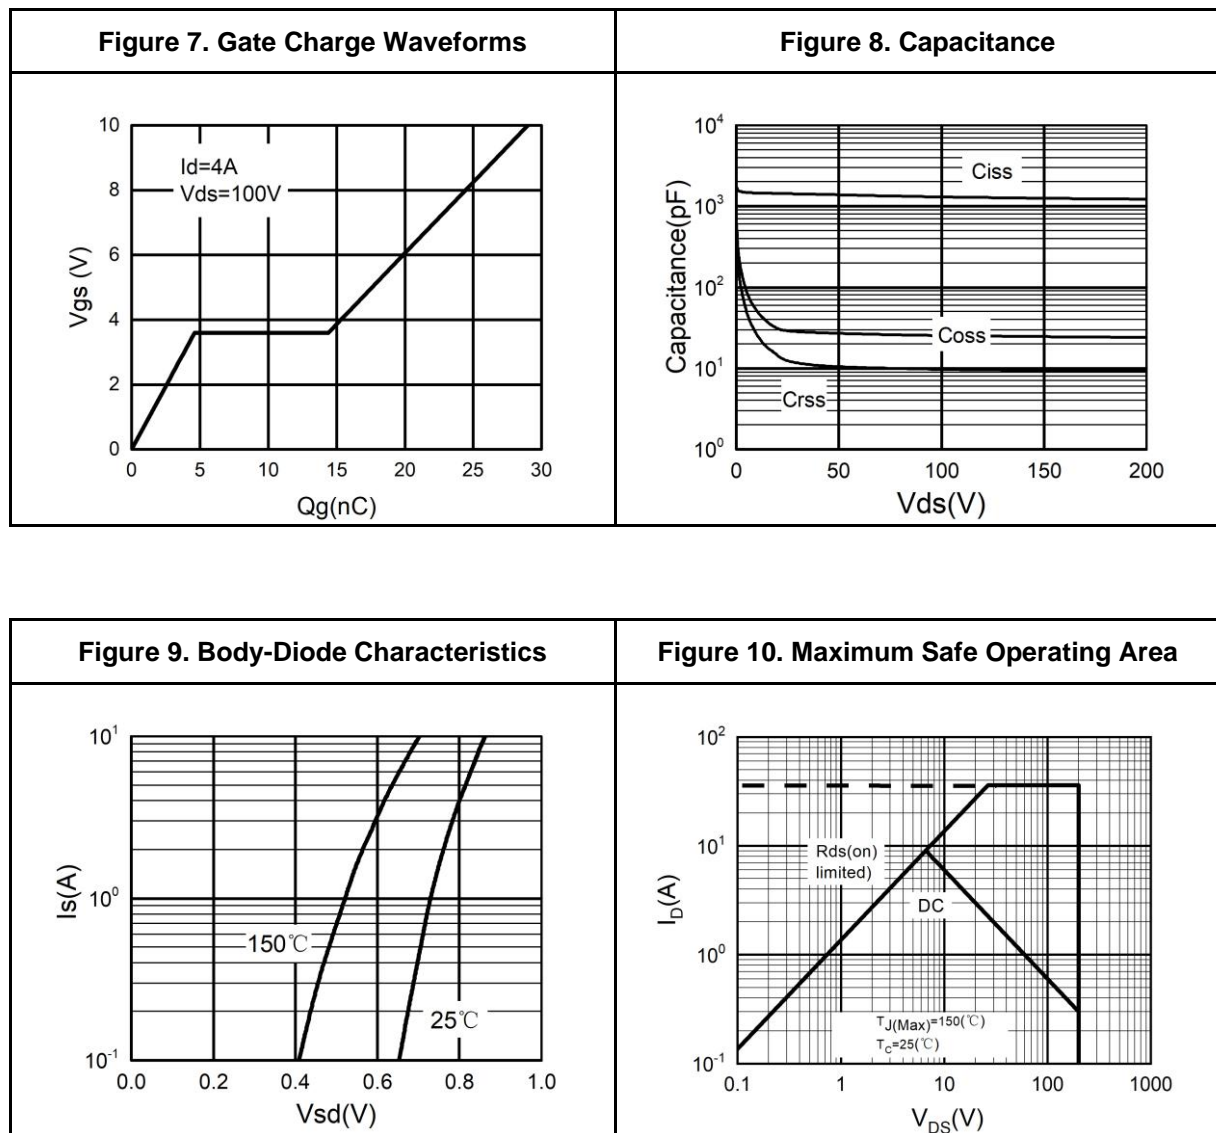 Figure 7. Gate Charge Waveforms
Figure 8. Capacitance
10
8
6
4
2
0
Vgs (V)
Id=4A
Vds=100V
0 5 10 15 20 25 30
Qg(nC)
10⁴
10³
10²
10¹
10⁰
Capacitance(pF)
Ciss
Coss
Crss
0 50 100 150 200
Vds(V)
Figure 9. Body-Diode Characteristics
Figure 10. Maximum Safe Operating Area
10¹
10⁰
10⁻¹
Is(A)
150℃
25℃
0.0 0.2 0.4 0.6 0.8 1.0
Vsd(V)
10²
10¹
10⁰
10⁻¹
I_D(A)
Rds(on)
limited)
DC
T_J(Max)=150(℃)
T_c=25(℃)
0.1 1 10 100 1000
V_DS(V)